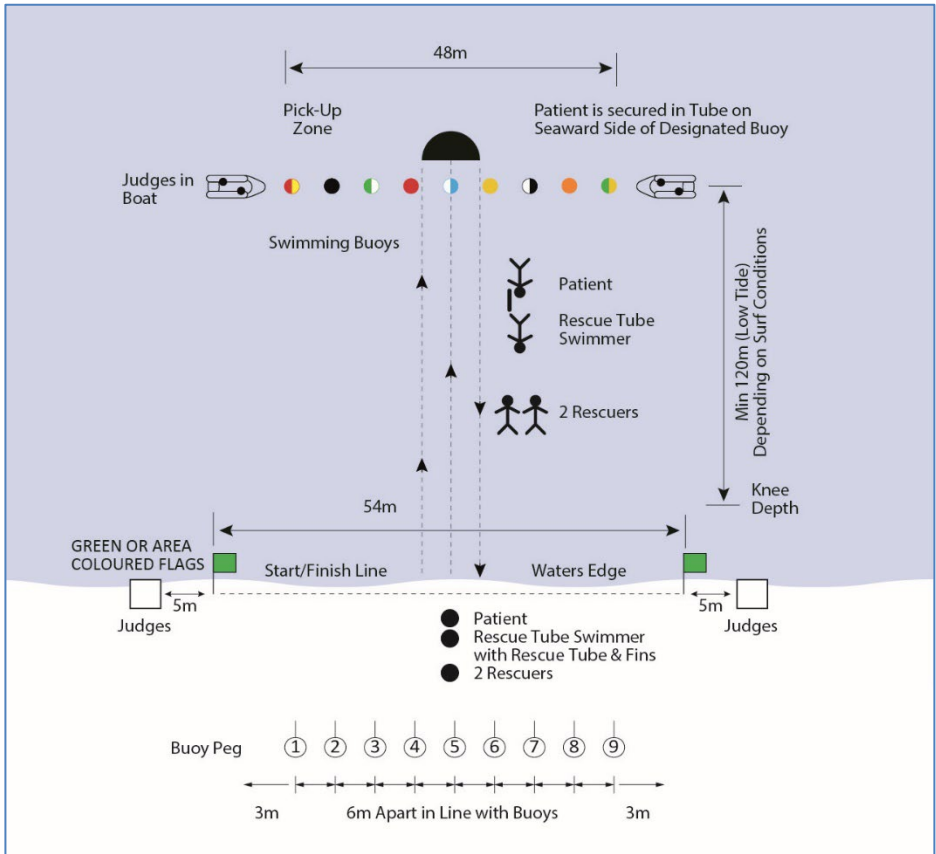 48m
Pick-Up
Zone
Patient is secured in Tube on
Seaward Side of Designated Buoy
Judges in
Boat
Swimming Buoys
Patient
Rescue Tube
Swimmer
2 Rescuers
Min 120m (Low Tide)
Depending on Surf Conditions
Knee
Depth
54m
GREEN OR AREA
COLOURED FLAGS
Start/Finish Line
Waters Edge
5m
5m
Judges
Judges
Patient
Rescue Tube Swimmer
with Rescue Tube & Fins
2 Rescuers
Buoy Peg
1 2 3 4 5 6 7 8 9
3m
6m Apart in Line with Buoys
3m